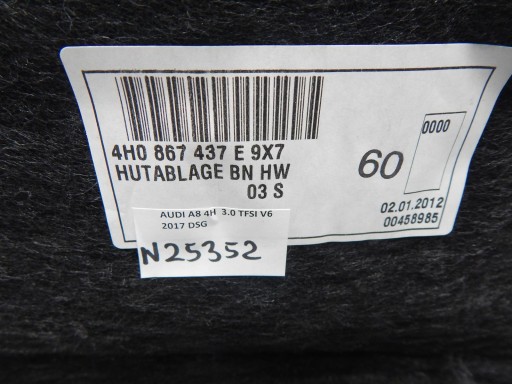 4H0 867 437 E 9X7
HUTABLAGE BN HW
03 S
60
0000
02.01.2012
00458985
AUDI A8 4H 3.0 TFSI V6
2017 DSG
N25352